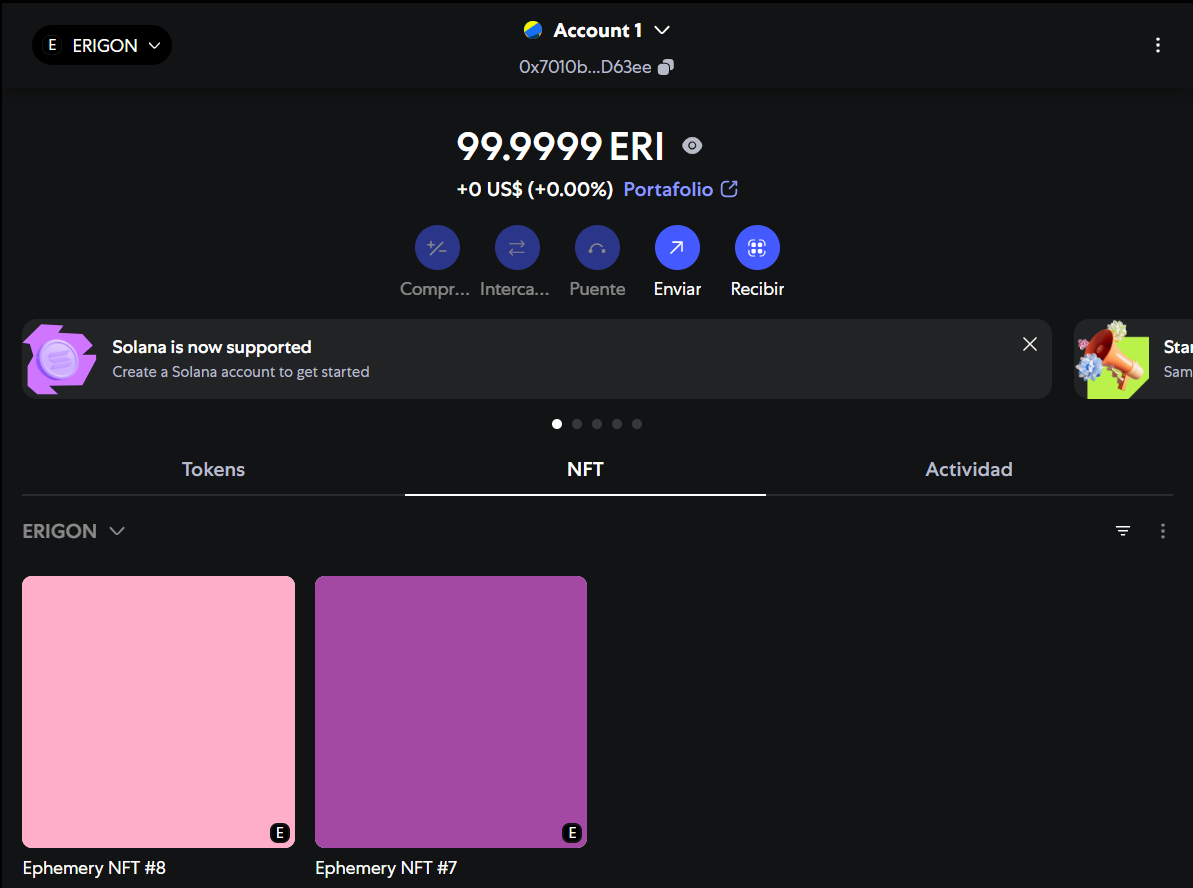 E ERIGON
Account 1
0x7010b...D63ee
99.9999 ERI
+0 US$ (+0.00%) Portafolio
Compr... Interca... Puente Enviar Recibir
Solana is now supported
Create a Solana account to get started
Tokens NFT Actividad
ERIGON
E E
Ephemery NFT #8 Ephemery NFT #7